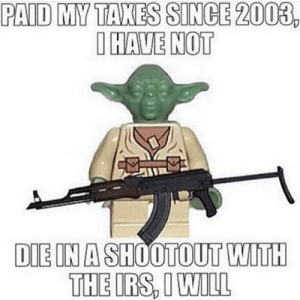 PAID MY TAXES SINCE 2003,
I HAVE NOT
DIE IN A SHOOTOUT WITH
THE IRS, I WILL